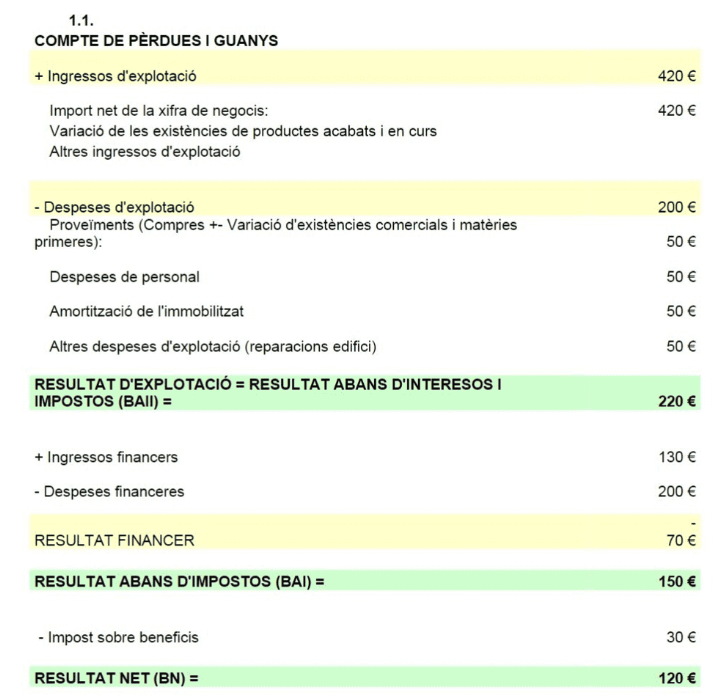 1.1.
COMPTE DE PÈRDUES I GUANYS
+ Ingressos d'explotació 420 €
Import net de la xifra de negocis: 420 €
Variació de les existències de productes acabats i en curs
Altres ingressos d'explotació
- Despeses d'explotació 200 €
Proveïments (Compres +- Variació d'existències comercials i matèries
primeres): 50 €
Despeses de personal 50 €
Amortització de l'immobilitzat 50 €
Altres despeses d'explotació (reparacions edifici) 50 €
RESULTAT D'EXPLOTACIÓ = RESULTAT ABANS D'INTERESOS I
IMPOSTOS (BAII) = 220 €
+ Ingressos financers 130 €
- Despeses financeres 200 €
-
RESULTAT FINANCER 70 €
RESULTAT ABANS D'IMPOSTOS (BAI) = 150 €
- Impost sobre beneficis 30 €
RESULTAT NET (BN) = 120 €